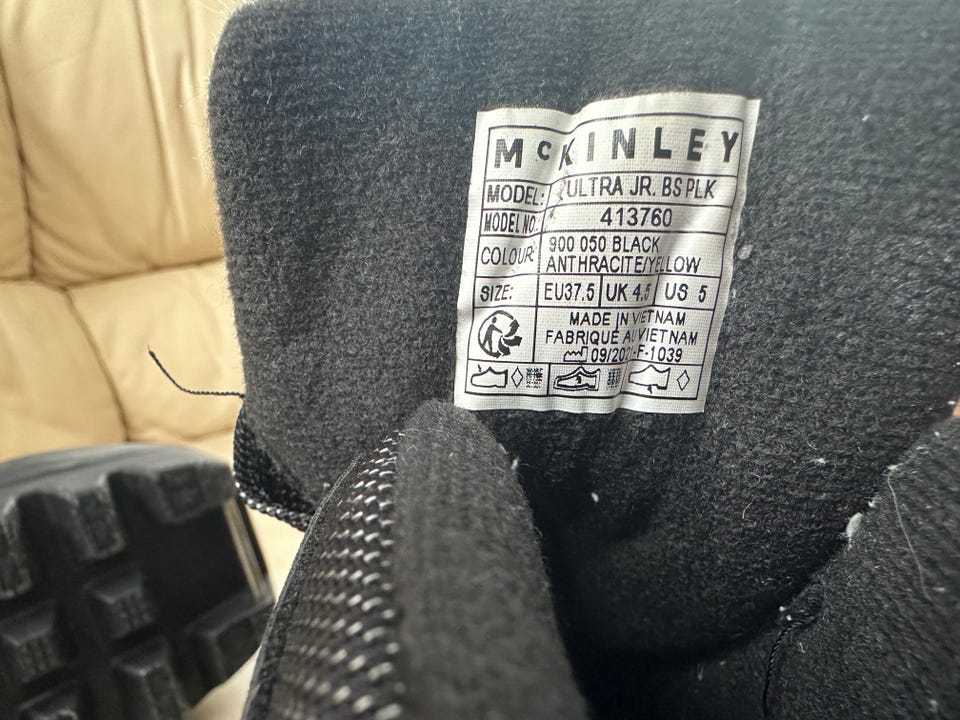 McKINLEY
MODEL: ULTRA JR. BS PLK
MODEL NO.: 413760
COLOUR: 900 050 BLACK
ANTHRACITE/YELLOW
SIZE: EU37.5 UK 4.5 US 5
MADE IN VIETNAM
FABRIQUÉ AU VIETNAM
F-1039